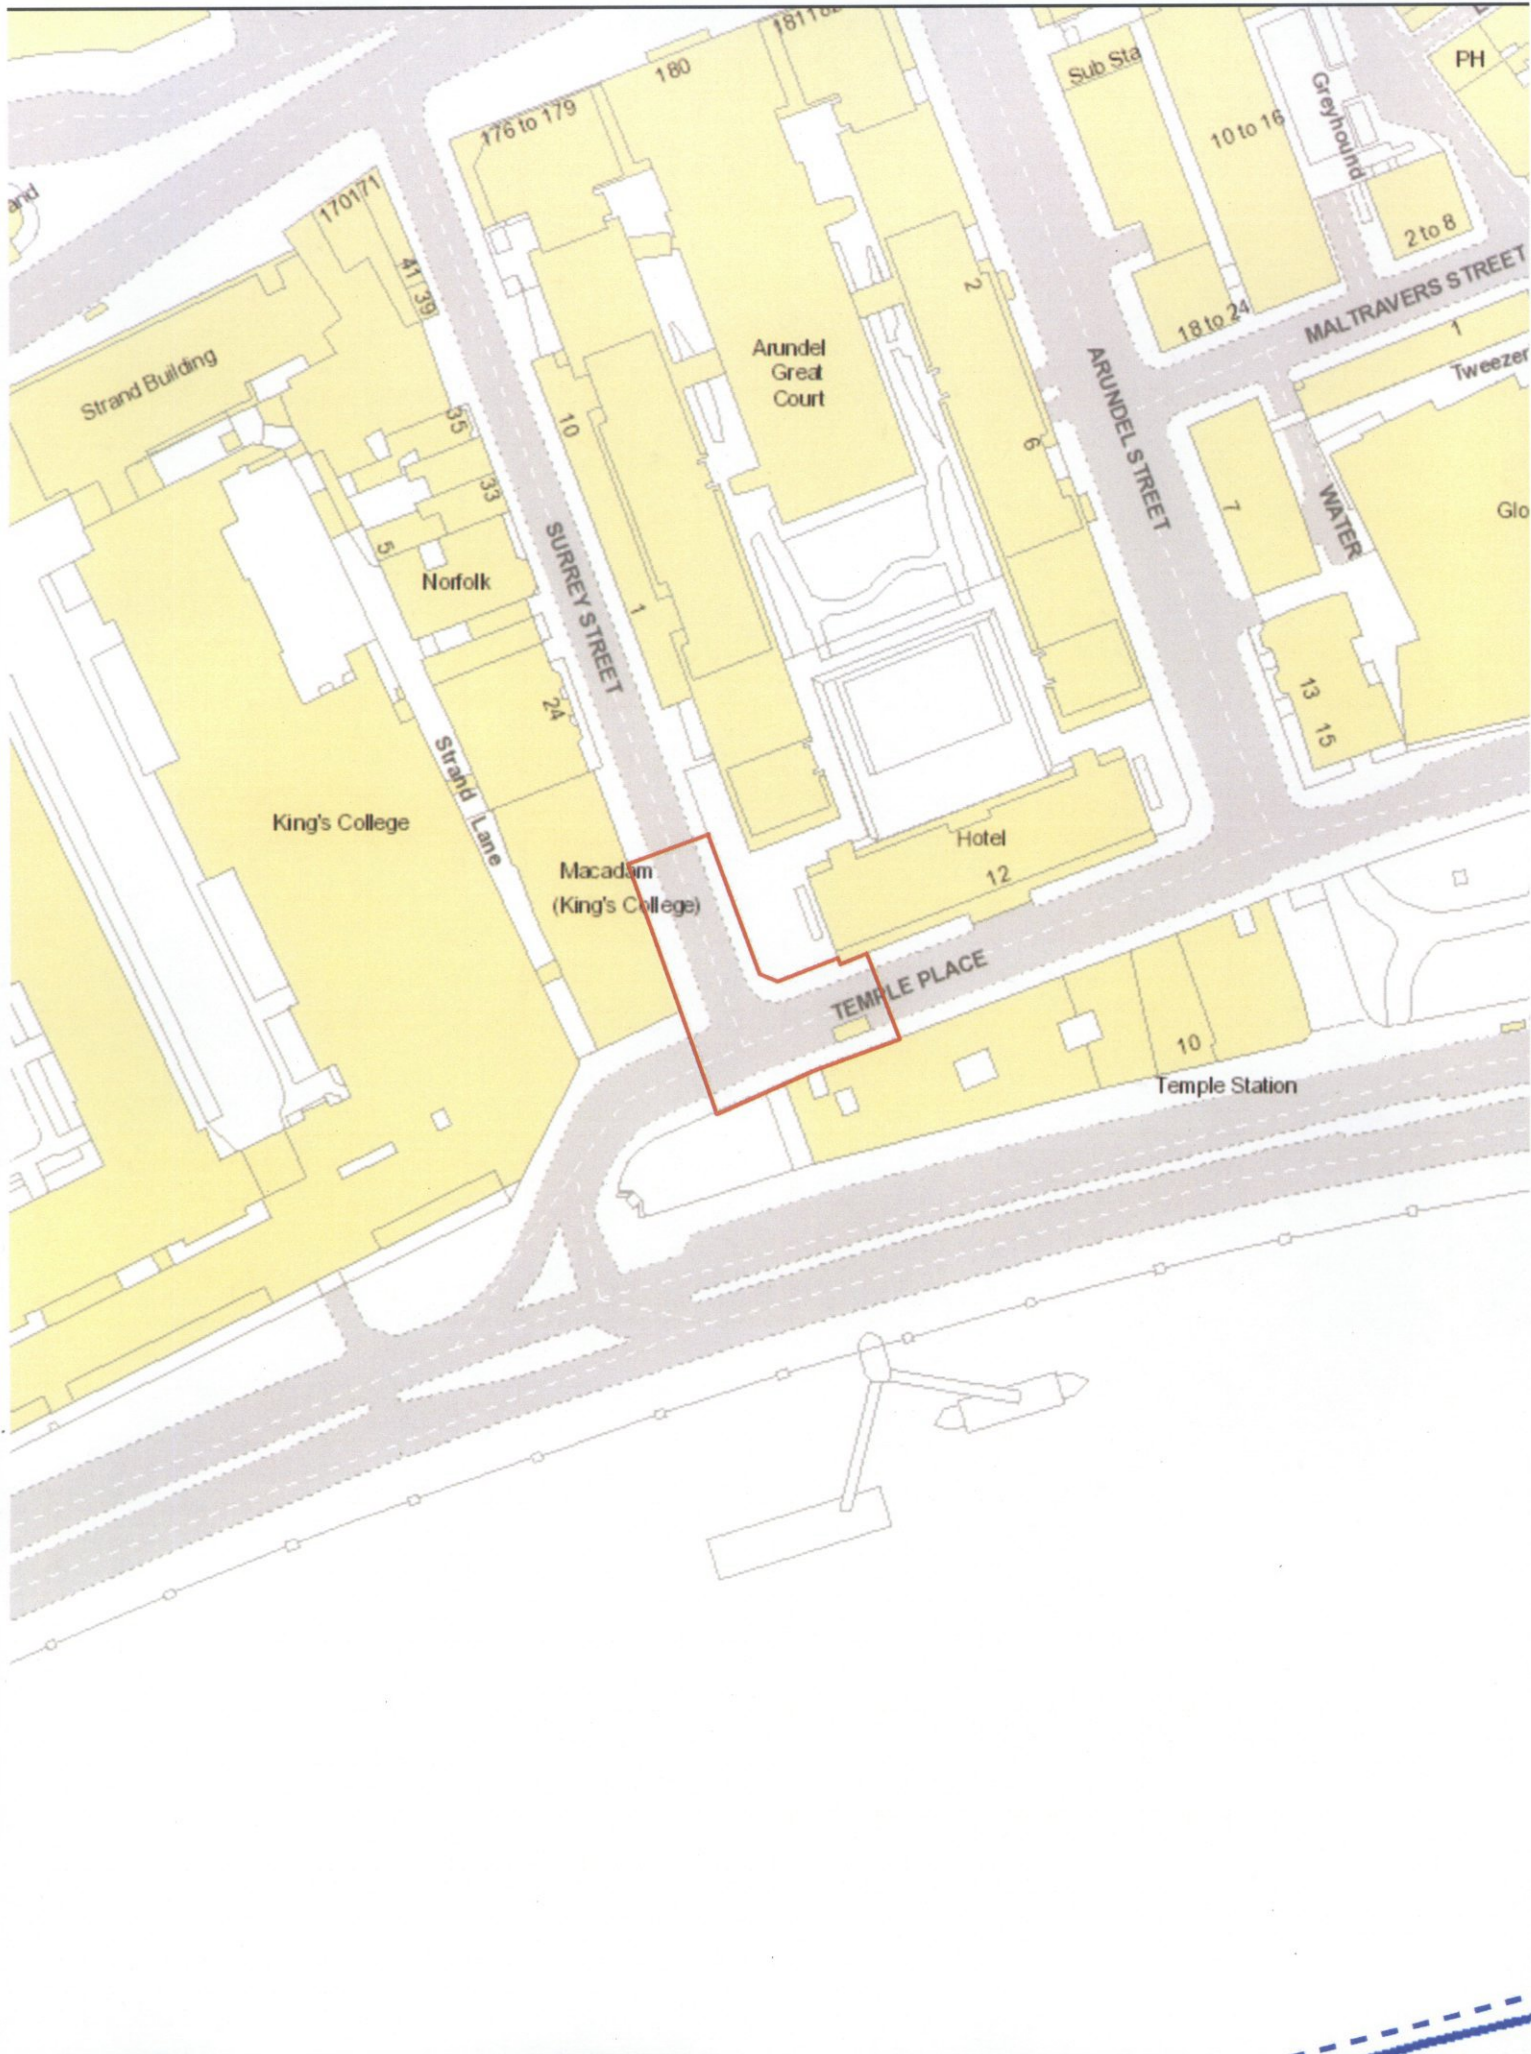 180
176 to 179
Sub Sta
PH
10 to 16
Greyhound
170171
2 to 8
41
39
2
18 to 24
MALTRAVERS STREET
1
Tweezer
Strand Building
Arundel
Great
Court
35
10
6
ARUNDEL STREET
33
7
WATER
Glo
5
Norfolk
SURREY STREET
1
24
13
15
Strand Lane
King's College
Hotel
12
Macadam
(King's College)
TEMPLE PLACE
10
Temple Station